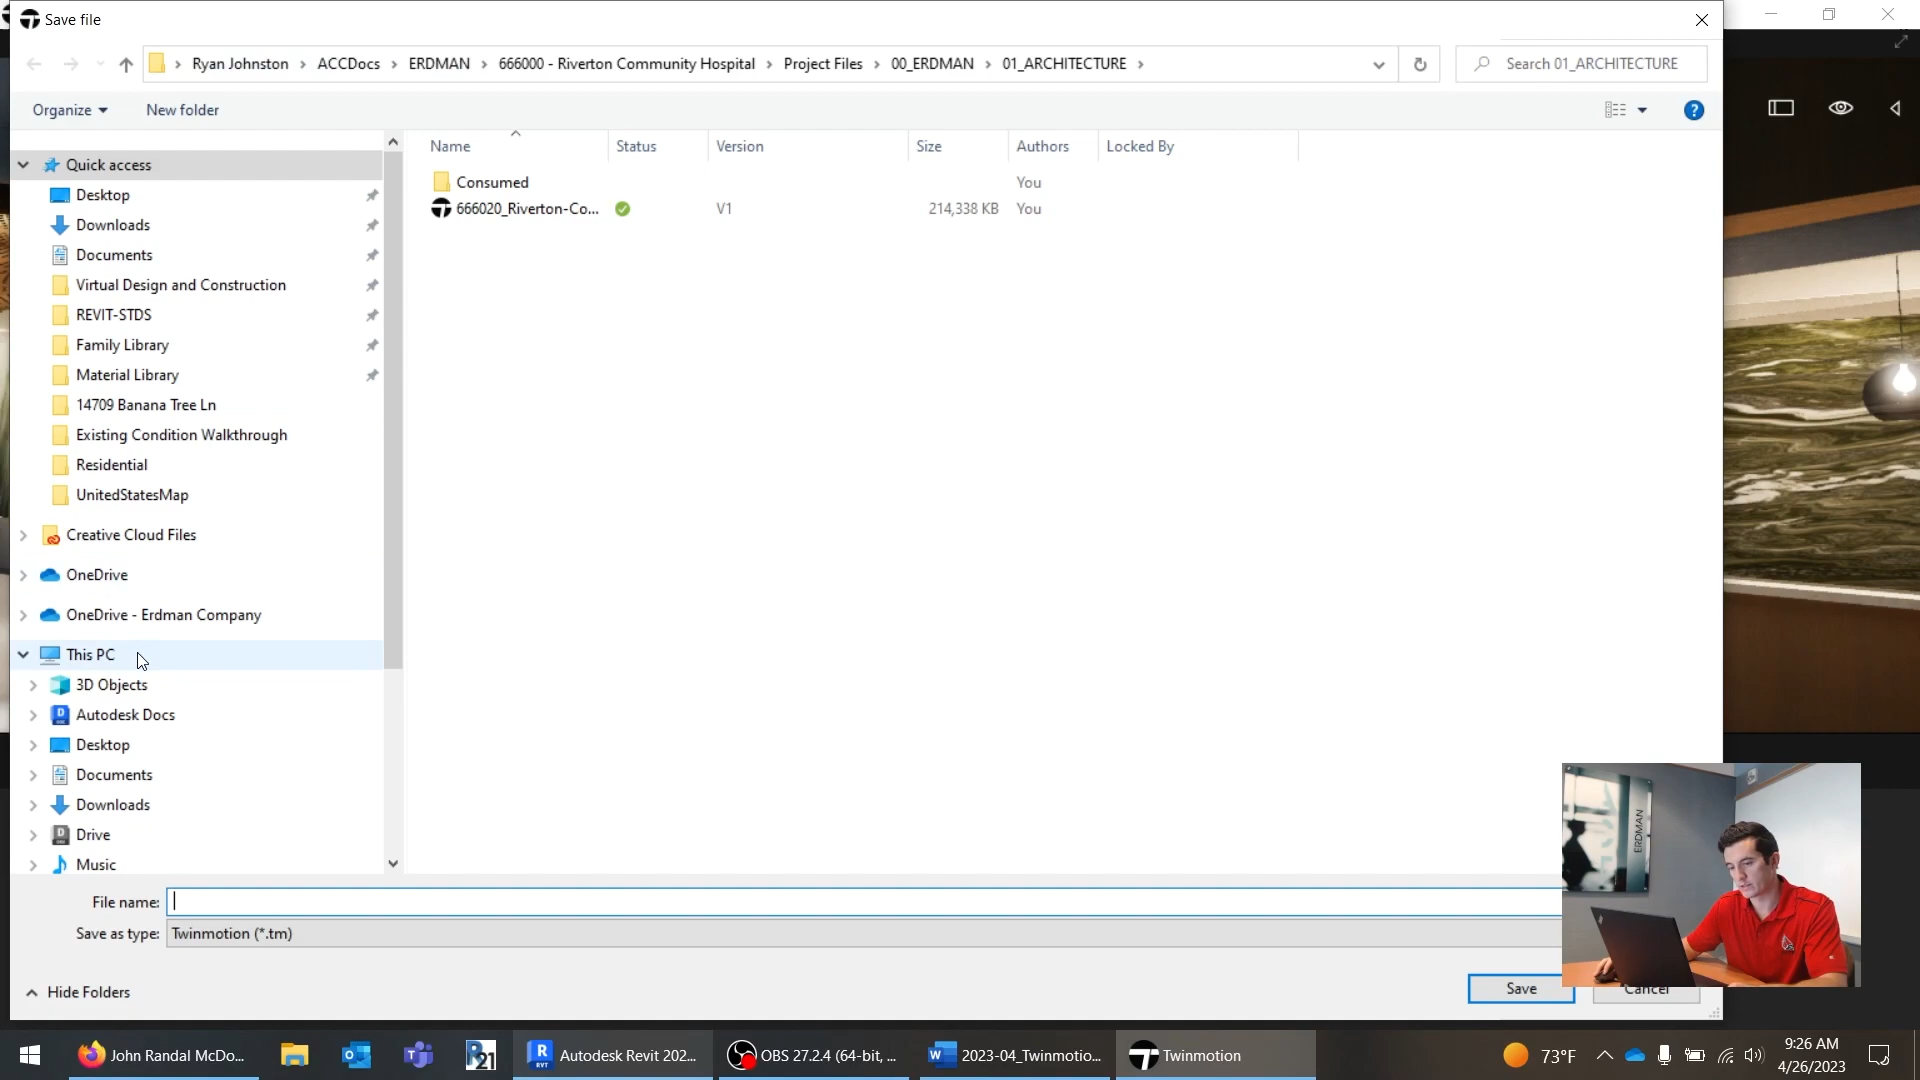 Save file
Ryan Johnston ACCDocs ERDMAN 666000 - Riverton Community Hospital Project Files 00_ERDMAN 01_ARCHITECTURE
Search 01_ARCHITECTURE
Organize New folder
Name Status Version Size Authors Locked By
Consumed You
666020_Riverton-Co... V1 214,338 KB You
Quick access
Desktop
Downloads
Documents
Virtual Design and Construction
REVIT-STDS
Family Library
Material Library
14709 Banana Tree Ln
Existing Condition Walkthrough
Residential
UnitedStatesMap
Creative Cloud Files
OneDrive
OneDrive - Erdman Company
This PC
3D Objects
Autodesk Docs
Desktop
Documents
Downloads
Drive
Music
ERDMAN
File name:
Save as type: Twinmotion (*.tm)
Hide Folders
Save
Cancel
John Randal McDo...
R21
Autodesk Revit 202...
OBS 27.2.4 (64-bit, ...
2023-04_Twinmotio...
Twinmotion
73°F
9:26 AM
4/26/2023